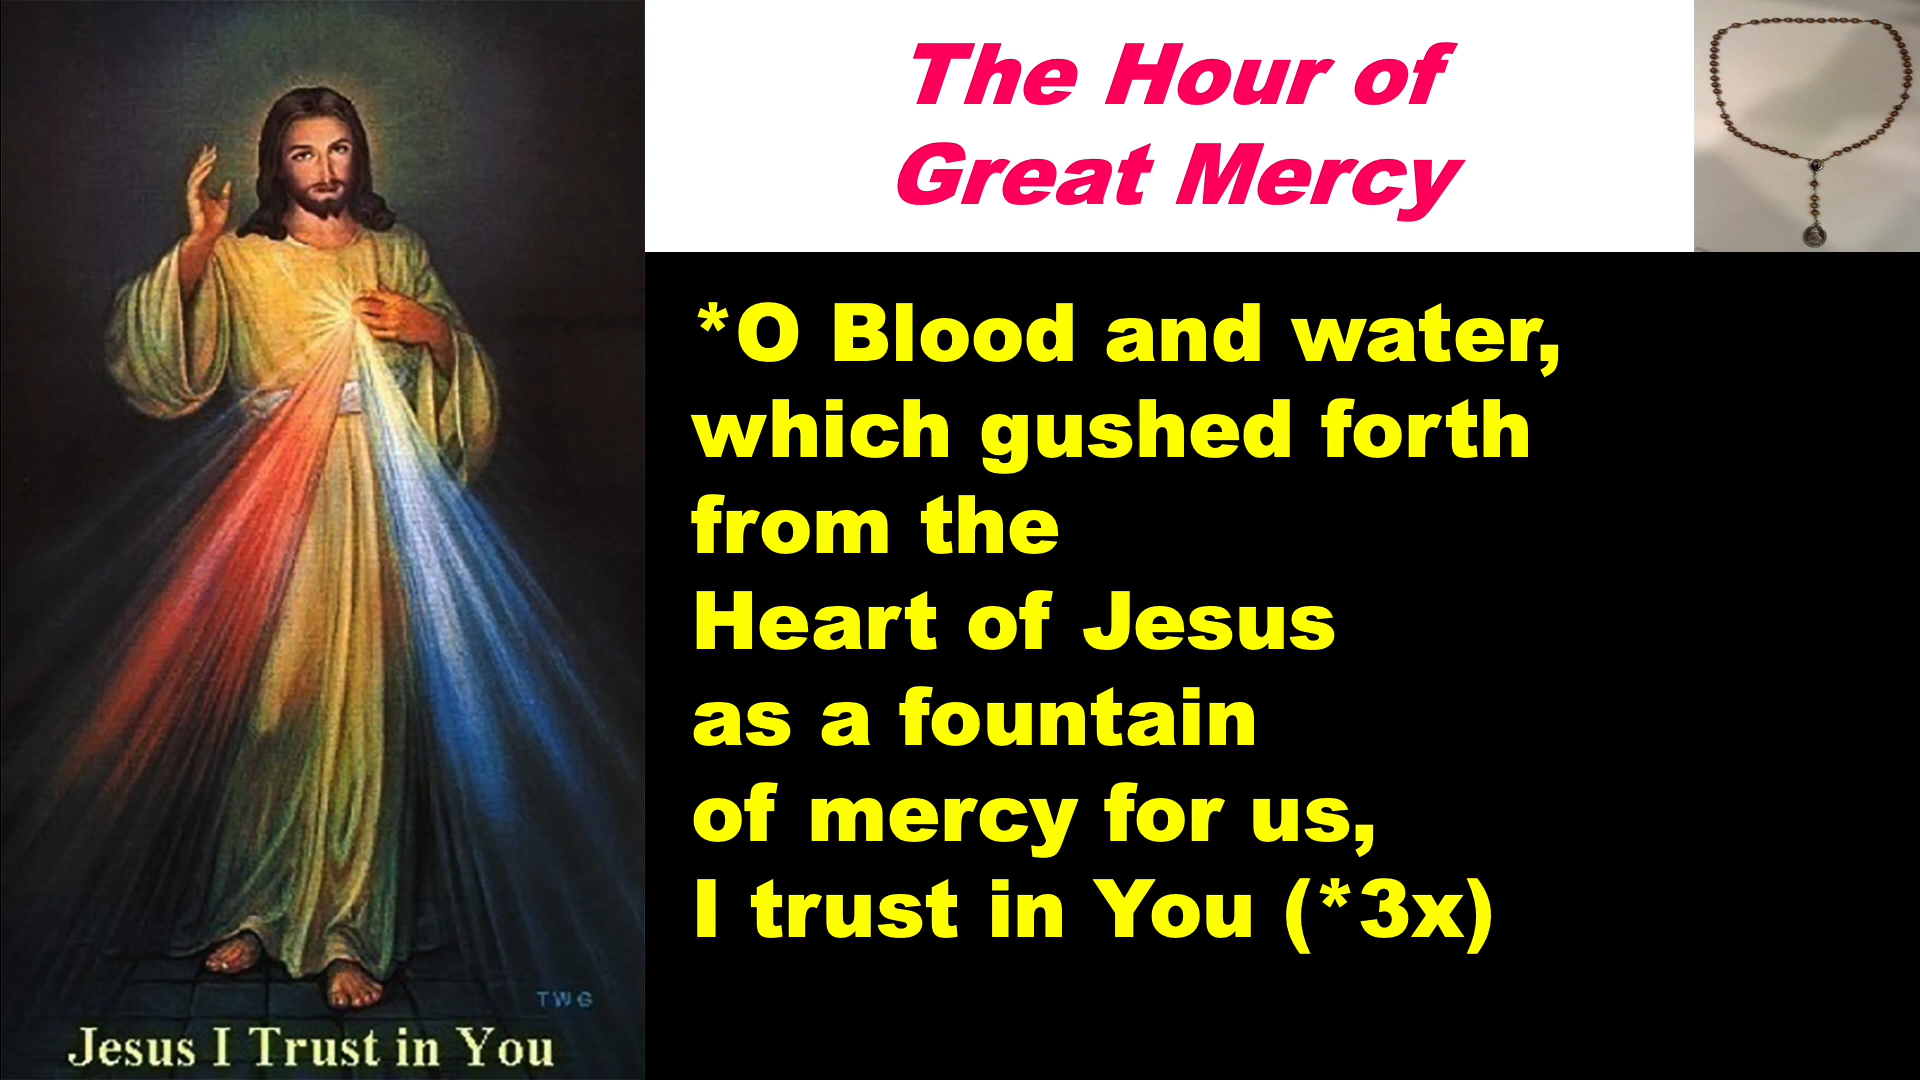 The Hour of
Great Mercy
*O Blood and water,
which gushed forth
from the
Heart of Jesus
as a fountain
of mercy for us,
I trust in You (*3x)
TWG
Jesus I Trust in You